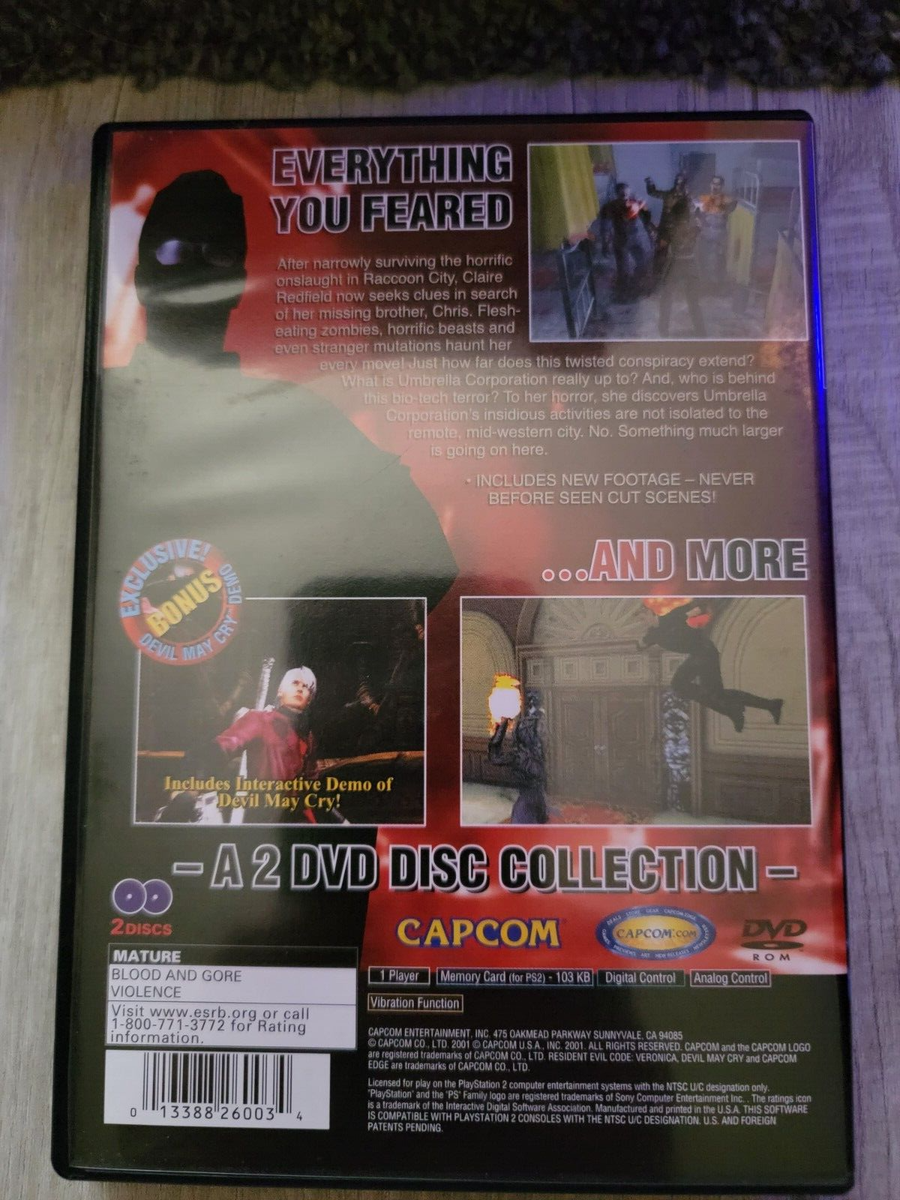 EVERYTHING
YOU FEARED
After narrowly surviving the horrific
onslaught in Raccoon City, Claire
Redfield now seeks clues in search
of her missing brother, Chris. Flesh-
eating zombies, horrific beasts and
even stranger mutations haunt her
every move! Just how far does this twisted conspiracy extend?
What is Umbrella Corporation really up to? And, who is behind
this bio-tech terror? To her horror, she discovers Umbrella
Corporation's insidious activities are not isolated to the
remote, mid-western city. No. Something much larger
is going on here.
• INCLUDES NEW FOOTAGE – NEVER
BEFORE SEEN CUT SCENES!
...AND MORE
EXCLUSIVE!
BONUS
DEVIL MAY CRY DEMO
Includes Interactive Demo of
Devil May Cry!
– A 2 DVD DISC COLLECTION –
2 DISCS
CAPCOM
CAPCOM.COM
DVD
ROM
MATURE
BLOOD AND GORE
VIOLENCE
Visit www.esrb.org or call
1-800-771-3772 for Rating
information.
1 Player
Memory Card (for PS2) - 103 KB
Digital Control
Analog Control
Vibration Function
CAPCOM ENTERTAINMENT, INC. 475 OAKMEAD PARKWAY SUNNYVALE, CA 94085
© CAPCOM CO., LTD. 2001 © CAPCOM U.S.A., INC. 2001. ALL RIGHTS RESERVED. CAPCOM and the CAPCOM LOGO
are registered trademarks of CAPCOM CO., LTD. RESIDENT EVIL CODE: VERONICA, DEVIL MAY CRY and CAPCOM
EDGE are trademarks of CAPCOM CO., LTD.
Licensed for play on the PlayStation 2 computer entertainment systems with the NTSC U/C designation only.
"PlayStation" and the "PS" Family logo are registered trademarks of Sony Computer Entertainment Inc. . The ratings icon
is a trademark of the Interactive Digital Software Association. Manufactured and printed in the U.S.A. THIS SOFTWARE
IS COMPATIBLE WITH PLAYSTATION 2 CONSOLES WITH THE NTSC U/C DESIGNATION. U.S. AND FOREIGN
PATENTS PENDING.
0 13388 26003 4